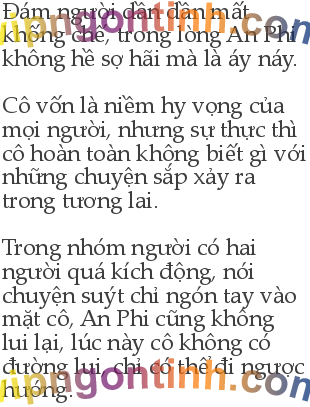 Đám người dần dần mất
khống chế, trong lòng An Phi
không hề sợ hãi mà là áy náy.
Cô vốn là niềm hy vọng của
mọi người, nhưng sự thực thì
cô hoàn toàn không biết gì với
những chuyện sắp xảy ra
trong tương lai.
Trong nhóm người có hai
người quá kích động, nói
chuyện suýt chỉ ngón tay vào
mặt cô, An Phi cũng không
lui lại, lúc này cô không có
đường lui, chỉ có thể đi ngược
hướng.